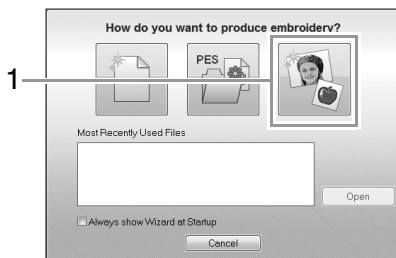 How do you want to produce embroidery?
1
PES
Most Recently Used Files
Open
Always show Wizard at Startup
Cancel